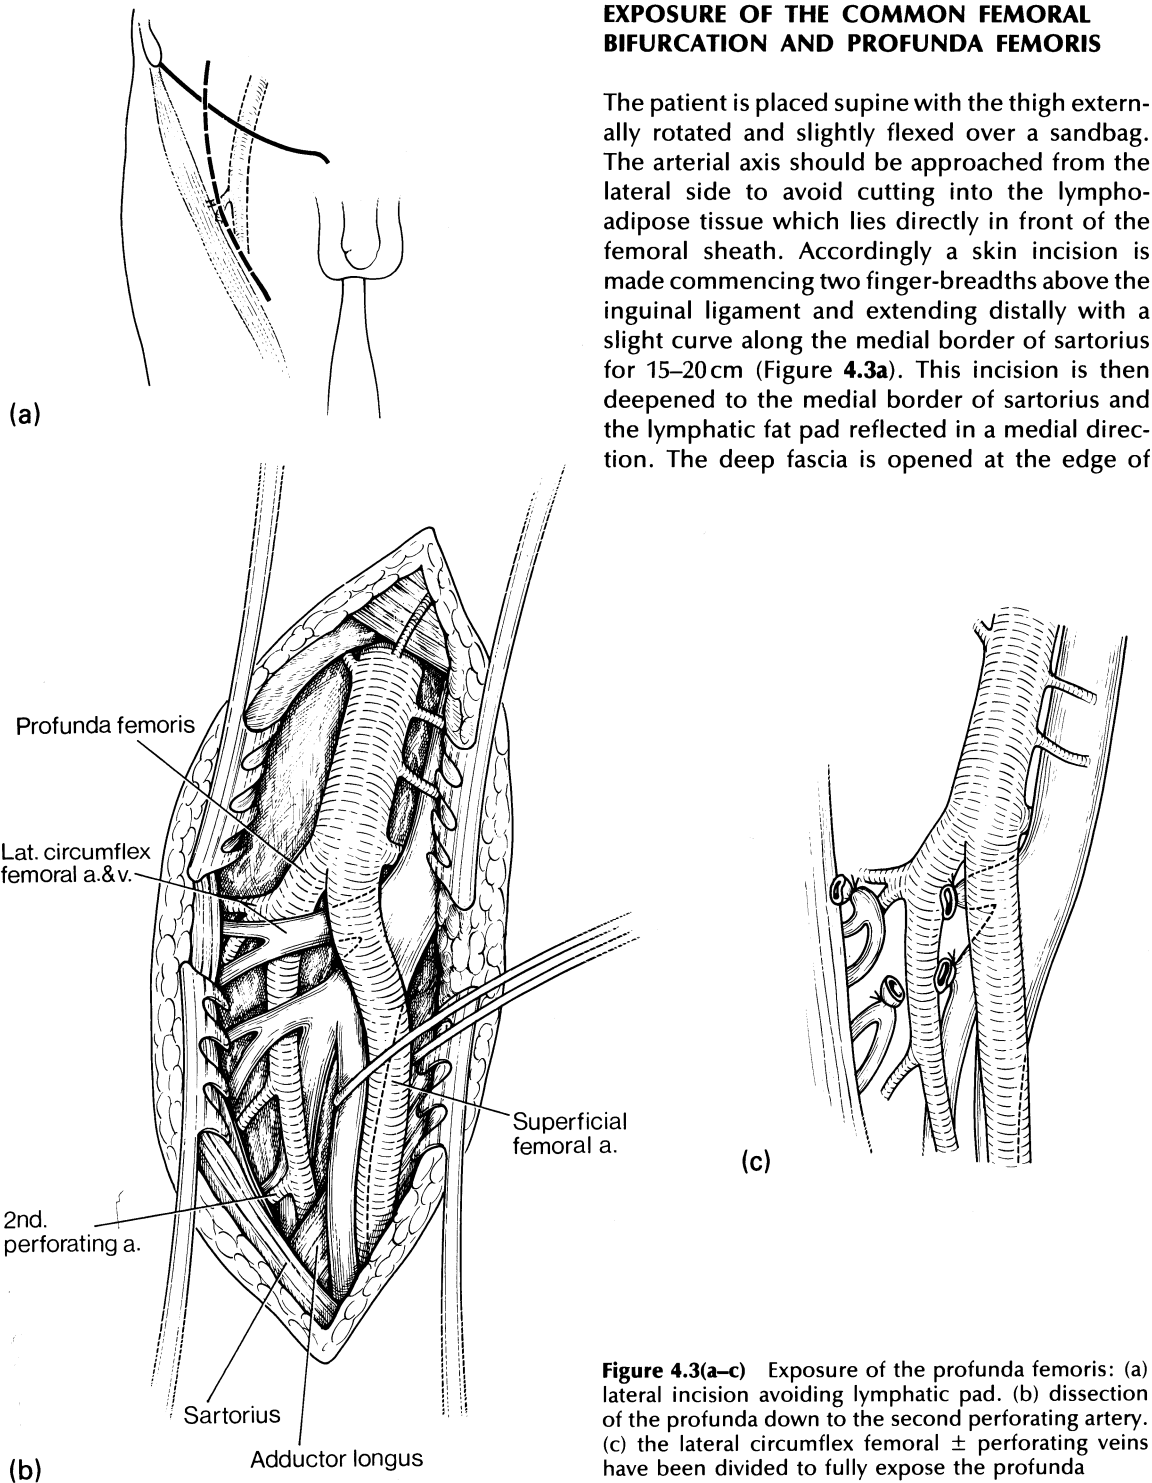 EXPOSURE OF THE COMMON FEMORAL
BIFURCATION AND PROFUNDA FEMORIS
The patient is placed supine with the thigh extern-
ally rotated and slightly flexed over a sandbag.
The arterial axis should be approached from the
lateral side to avoid cutting into the lympho-
adipose tissue which lies directly in front of the
femoral sheath. Accordingly a skin incision is
made commencing two finger-breadths above the
inguinal ligament and extending distally with a
slight curve along the medial border of sartorius
for 15–20 cm (Figure 4.3a). This incision is then
deepened to the medial border of sartorius and
the lymphatic fat pad reflected in a medial direc-
tion. The deep fascia is opened at the edge of
(a)
Profunda femoris
Lat. circumflex
femoral a.&v.
Superficial
femoral a.
2nd.
perforating a.
Sartorius
Adductor longus
(b)
(c)
Figure 4.3(a–c) Exposure of the profunda femoris: (a)
lateral incision avoiding lymphatic pad. (b) dissection
of the profunda down to the second perforating artery.
(c) the lateral circumflex femoral ± perforating veins
have been divided to fully expose the profunda